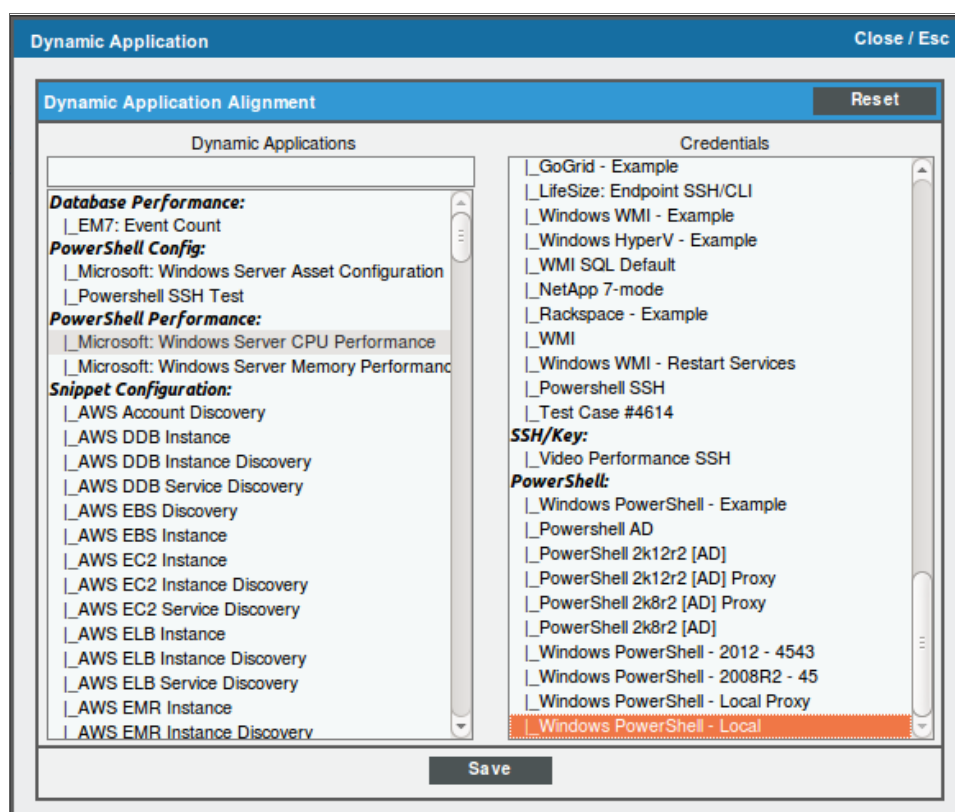 Dynamic Application
Close / Esc
Dynamic Application Alignment
Reset
Dynamic Applications
Database Performance:
|_EM7: Event Count
PowerShell Config:
|_Microsoft: Windows Server Asset Configuration
|_Powershell SSH Test
PowerShell Performance:
|_Microsoft: Windows Server CPU Performance
|_Microsoft: Windows Server Memory Performanc
Snippet Configuration:
|_AWS Account Discovery
|_AWS DDB Instance
|_AWS DDB Instance Discovery
|_AWS DDB Service Discovery
|_AWS EBS Discovery
|_AWS EBS Instance
|_AWS EC2 Instance
|_AWS EC2 Instance Discovery
|_AWS EC2 Service Discovery
|_AWS ELB Instance
|_AWS ELB Instance Discovery
|_AWS ELB Service Discovery
|_AWS EMR Instance
|_AWS EMR Instance Discovery
Credentials
|_GoGrid - Example
|_LifeSize: Endpoint SSH/CLI
|_Windows WMI - Example
|_Windows HyperV - Example
|_WMI SQL Default
|_NetApp 7-mode
|_Rackspace - Example
|_WMI
|_Windows WMI - Restart Services
|_Powershell SSH
|_Test Case #4614
SSH/Key:
|_Video Performance SSH
PowerShell:
|_Windows PowerShell - Example
|_Powershell AD
|_PowerShell 2k12r2 [AD]
|_PowerShell 2k12r2 [AD] Proxy
|_PowerShell 2k8r2 [AD] Proxy
|_PowerShell 2k8r2 [AD]
|_Windows PowerShell - 2012 - 4543
|_Windows PowerShell - 2008R2 - 45
|_Windows PowerShell - Local Proxy
|_Windows PowerShell - Local
Save